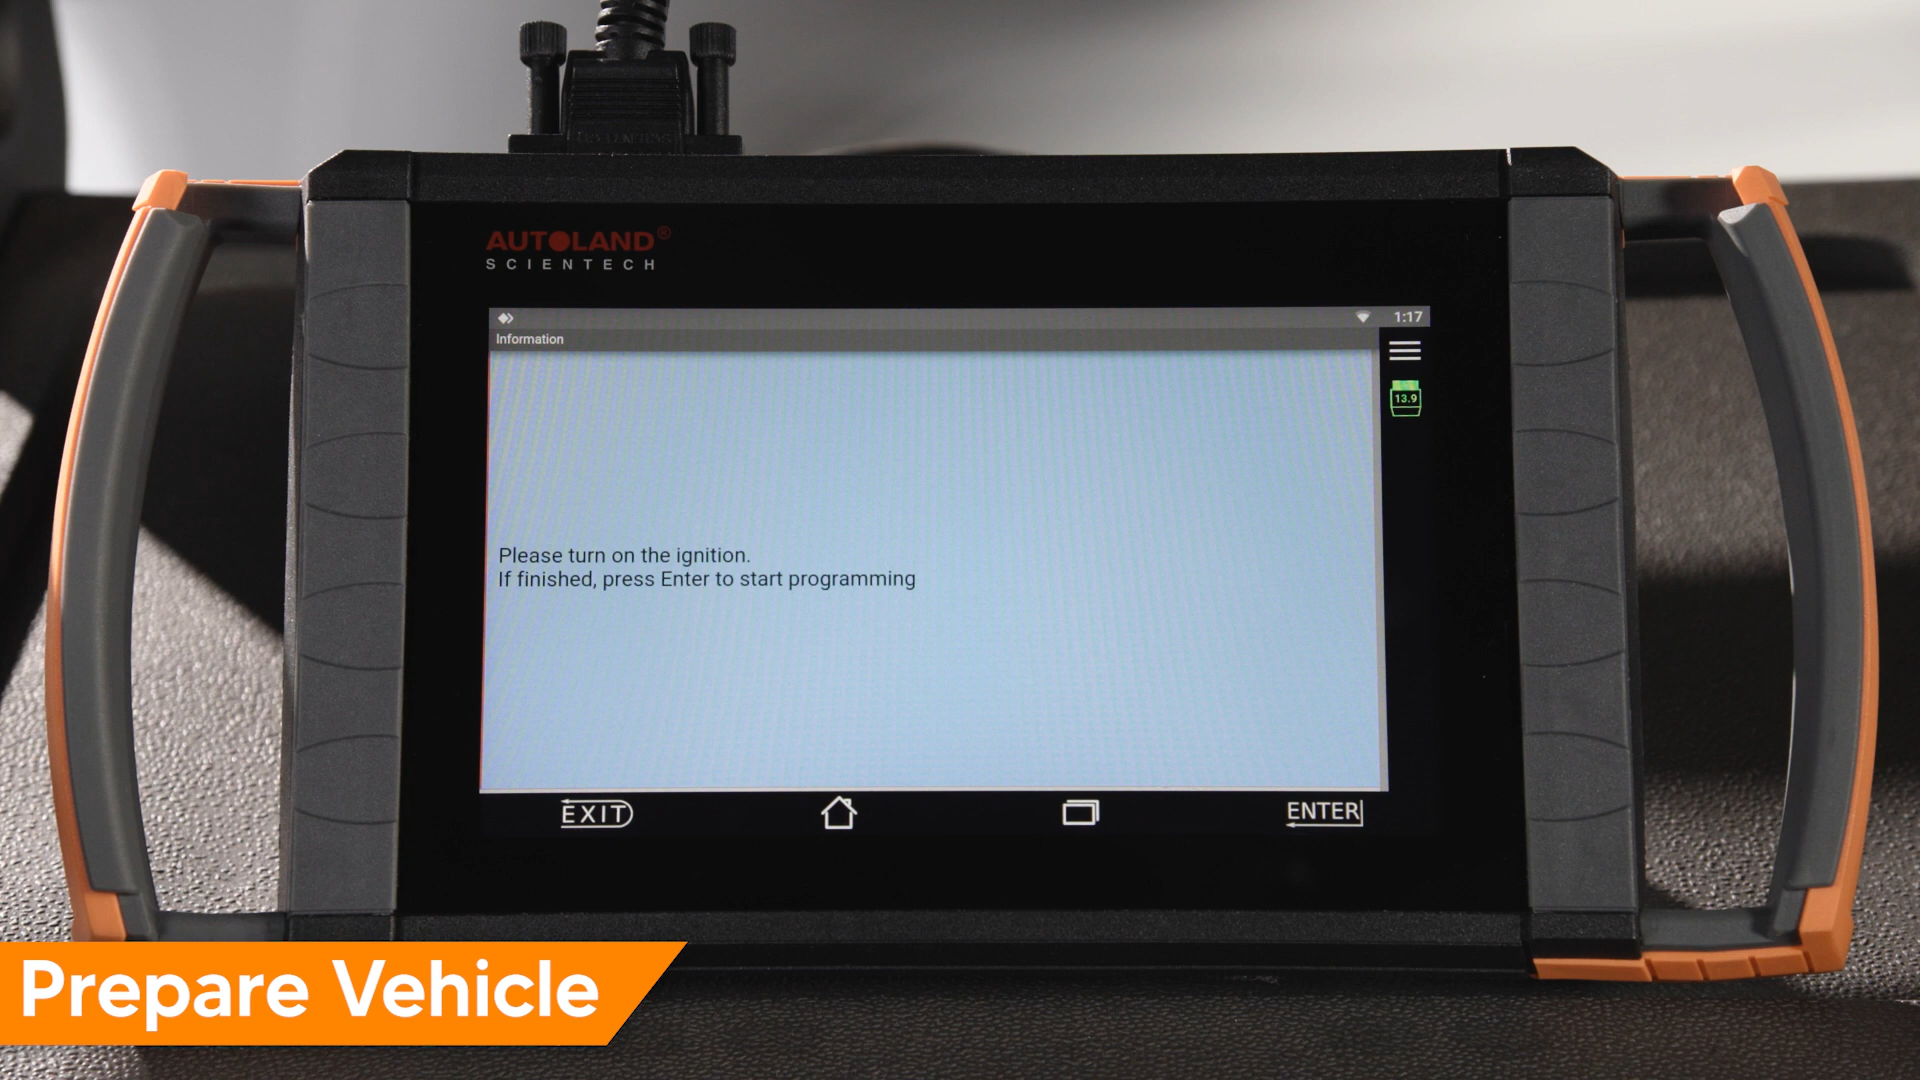 AUTOLAND®
SCIENTECH
1:17
Information
13.9
Please turn on the ignition.
If finished, press Enter to start programming
EXIT
ENTER
Prepare Vehicle